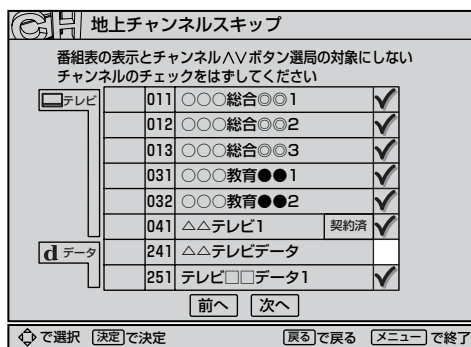 CH 地上チャンネルスキップ
番組表の表示とチャンネル∧∨ボタン選局の対象にしない
チャンネルのチェックをはずしてください
テレビ
011 ○○○総合◎◎1
012 ○○○総合◎◎2
013 ○○○総合◎◎3
031 ○○○教育●●1
032 ○○○教育●●2
041 △△テレビ1 契約済
d データ
241 △△テレビデータ
251 テレビ□□データ1
前へ 次へ
で選択 決定で決定 戻るで戻る メニューで終了